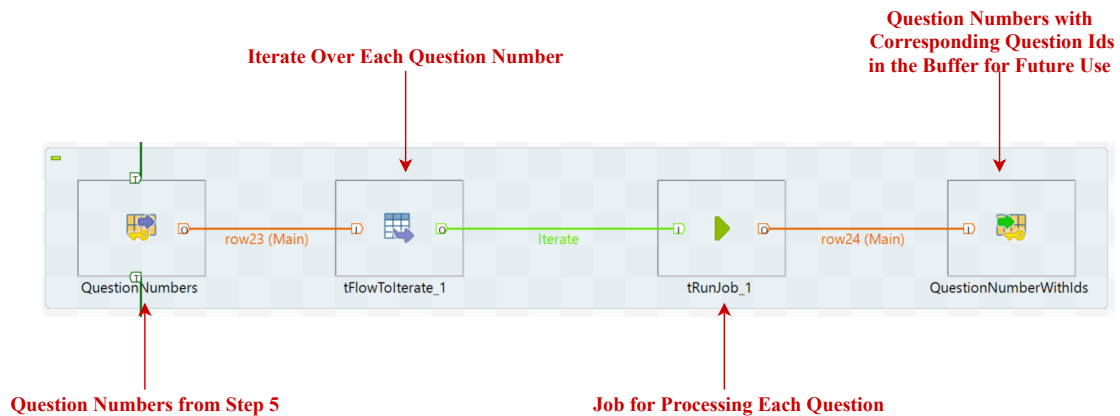 Question Numbers with
Corresponding Question Ids
in the Buffer for Future Use
Iterate Over Each Question Number
T
O
row23 (Main)
I
O
Iterate
I
O
row24 (Main)
I
T
QuestionNumbers
tFlowToIterate_1
tRunJob_1
QuestionNumberWithIds
Question Numbers from Step 5
Job for Processing Each Question